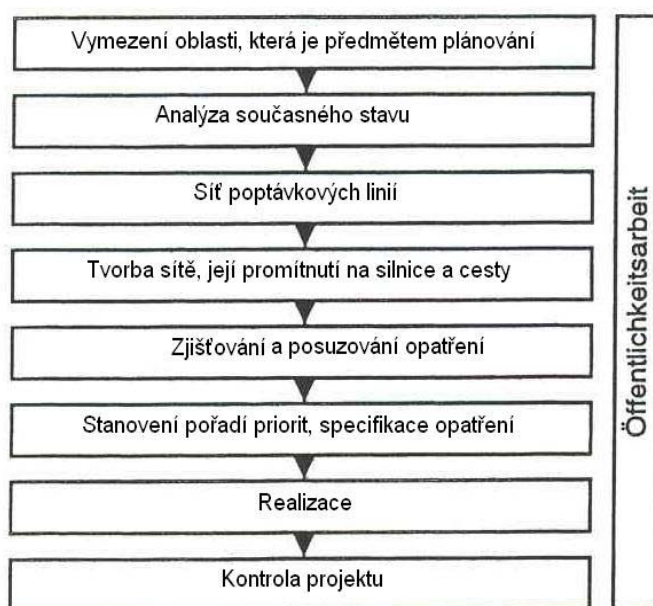 Vymezení oblasti, která je předmětem plánování
Analýza současného stavu
Síť poptávkových linií
Tvorba sítě, její promítnutí na silnice a cesty
Zjišťování a posuzování opatření
Stanovení pořadí priorit, specifikace opatření
Realizace
Kontrola projektu
Öffentlichkeitsarbeit